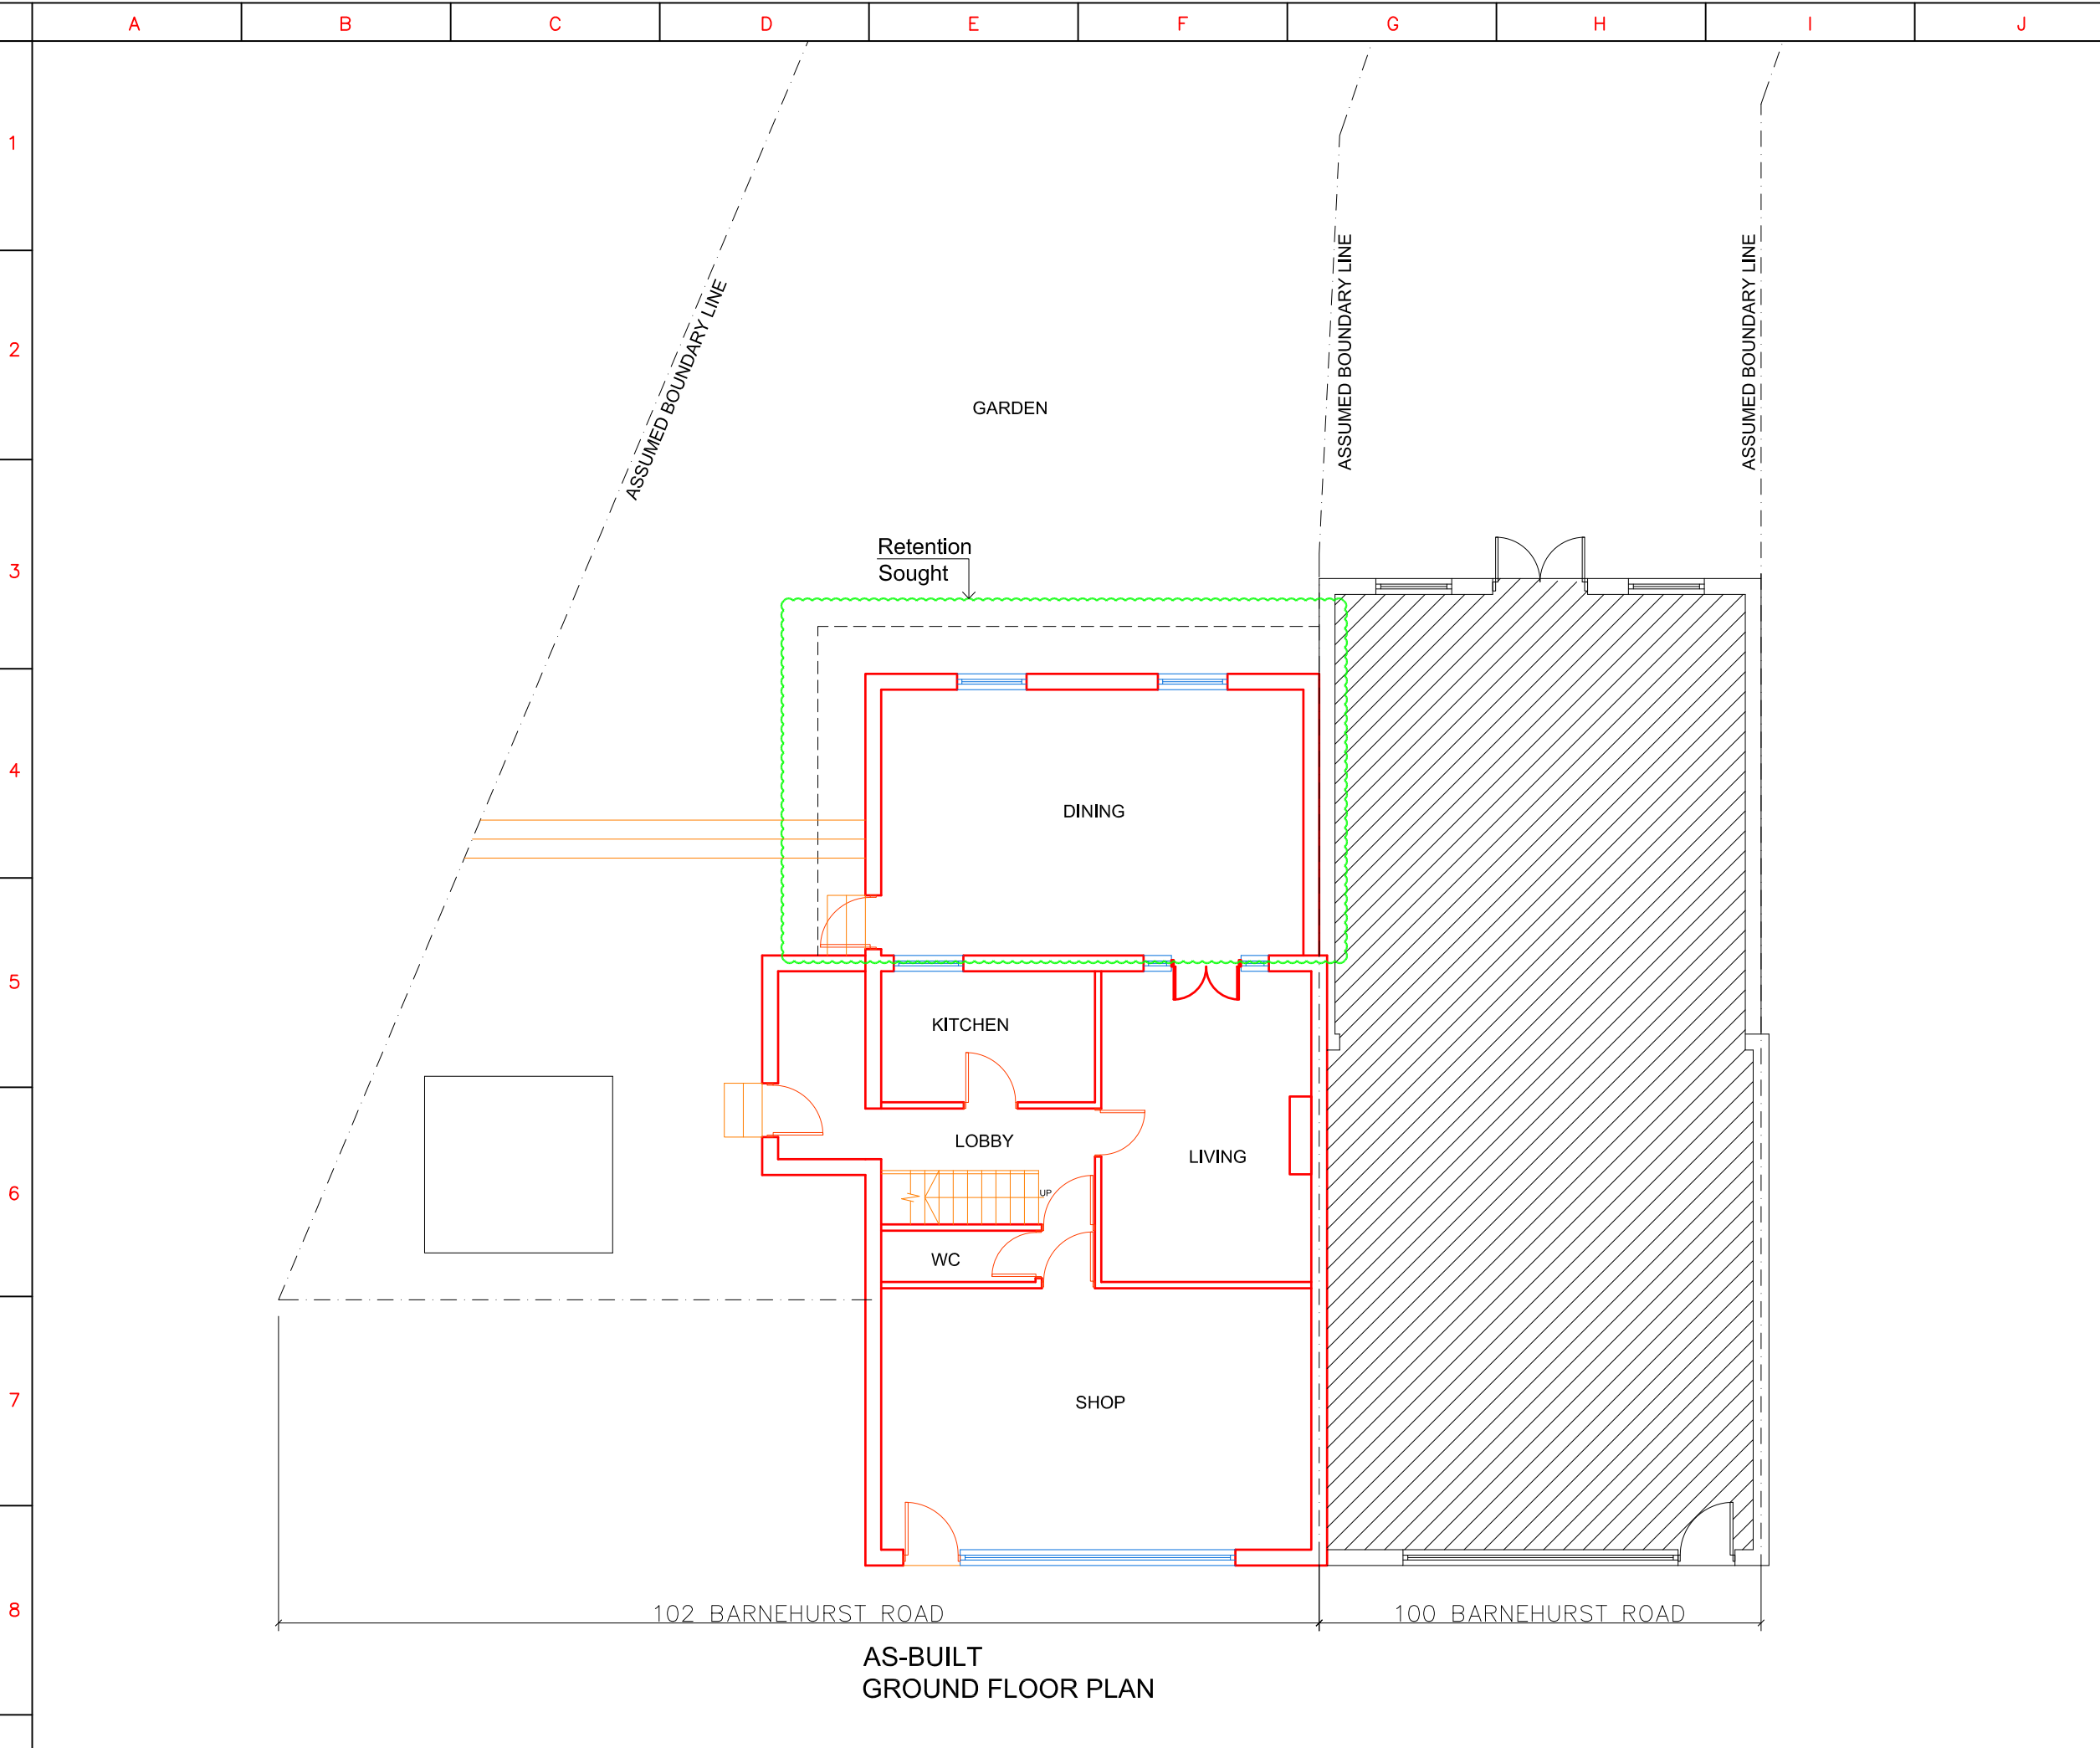 A B C D E F G H I J
1
2
3
4
5
6
7
8
ASSUMED BOUNDARY LINE
ASSUMED BOUNDARY LINE
ASSUMED BOUNDARY LINE
GARDEN
Retention
Sought
DINING
KITCHEN
LOBBY
LIVING
UP
WC
SHOP
102 BARNEHURST ROAD
100 BARNEHURST ROAD
AS-BUILT
GROUND FLOOR PLAN